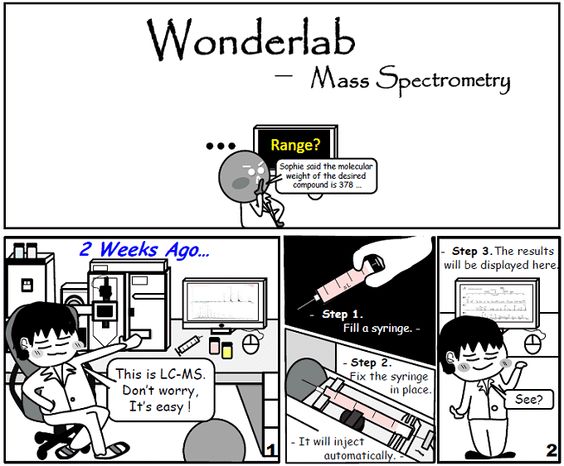 Wonderlab
– Mass Spectrometry
Range?
...
Sophie said the molecular
weight of the desired
compound is 378 ...
2 Weeks Ago...
This is LC-MS.
Don't worry,
It's easy !
1
- Step 1.
Fill a syringe. -
- Step 2.
Fix the syringe
in place.
- It will inject
automatically. -
- Step 3. The results
will be displayed here.
See?
2